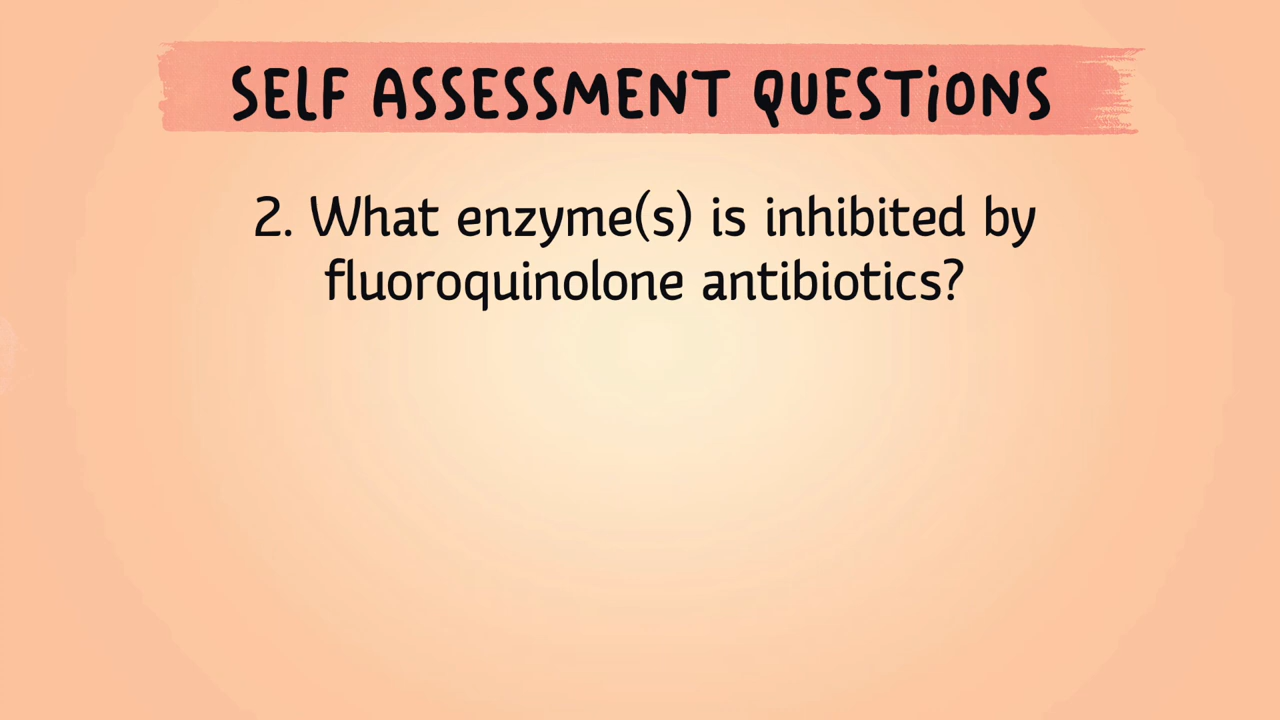 SELF ASSESSMENT QUESTiONS
2. What enzyme(s) is inhibited by
fluoroquinolone antibiotics?